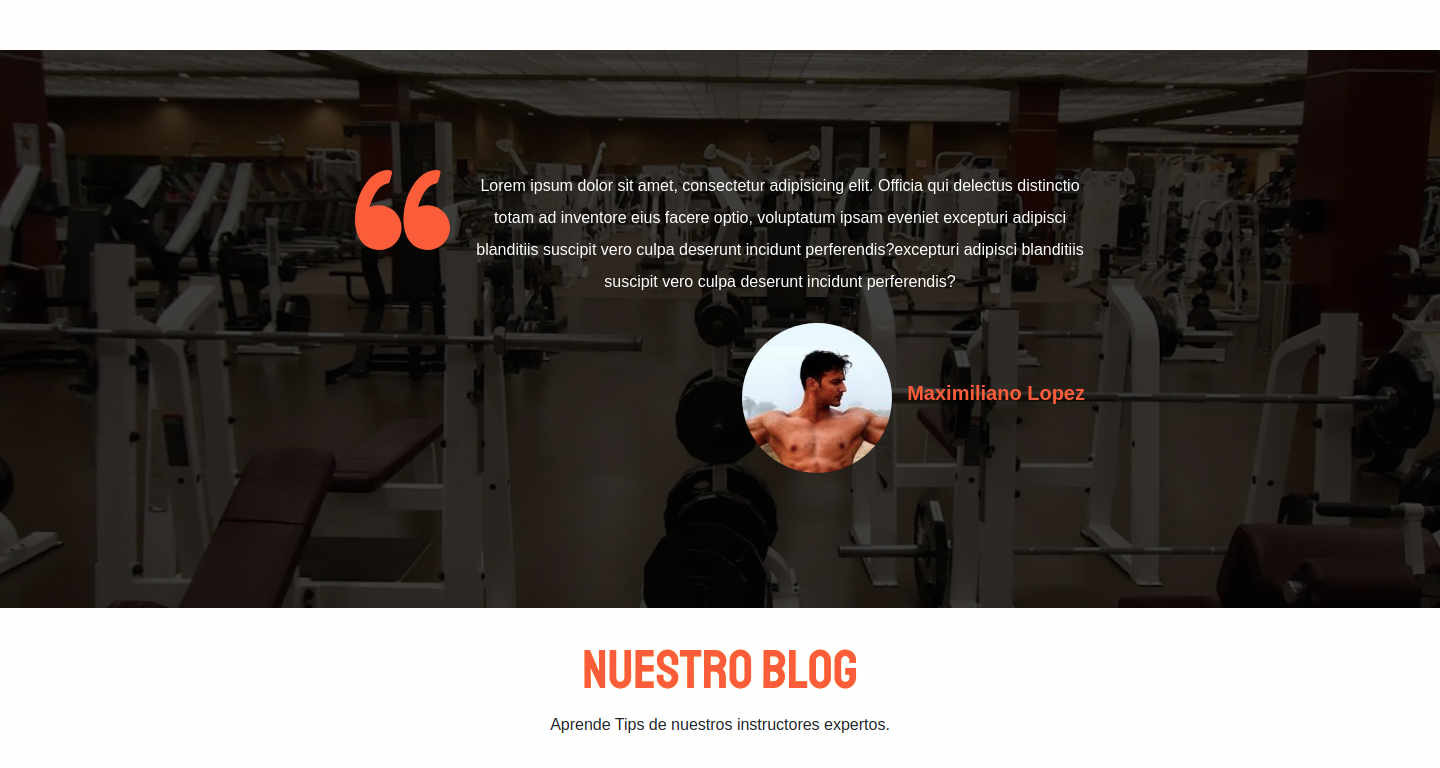 Lorem ipsum dolor sit amet, consectetur adipisicing elit. Officia qui delectus distinctio
totam ad inventore eius facere optio, voluptatum ipsam eveniet excepturi adipisci
blanditiis suscipit vero culpa deserunt incidunt perferendis?excepturi adipisci blanditiis
suscipit vero culpa deserunt incidunt perferendis?
Maximiliano Lopez
NUESTRO BLOG
Aprende Tips de nuestros instructores expertos.